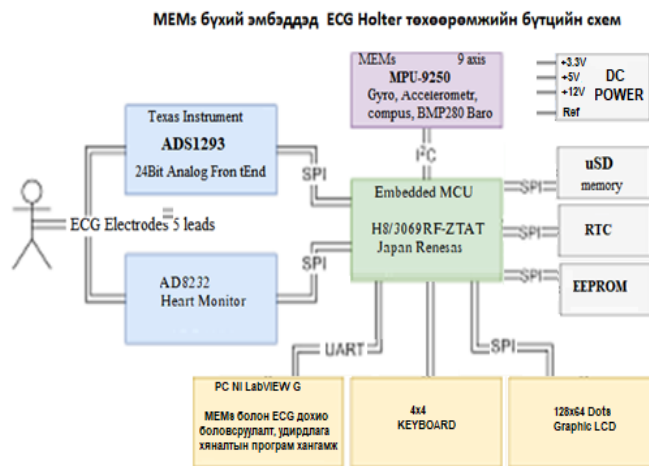 MEMs бүхий эмбэддэд ECG Holter төхөөрөмжийн бүтцийн схем
MEMs 9 axis
MPU-9250
Gyro, Accelerometr,
compus, BMP280 Baro
+3.3V
+5V
+12V
Ref
DC
POWER
Texas Instrument
ADS1293
24Bit Analog Fron tEnd
I²C
SPI
Embedded MCU
H8/3069RF-ZTAT
Japan Renesas
SPI
uSD
memory
ECG Electrodes 5 leads
SPI
RTC
AD8232
Heart Monitor
SPI
SPI
EEPROM
UART
SPI
PC NI LabVIEW G
MEMs болон ECG дохио
боловсруулалт, удирдлага
хяналтын програм хангамж
4x4
KEYBOARD
128x64 Dots
Graphic LCD